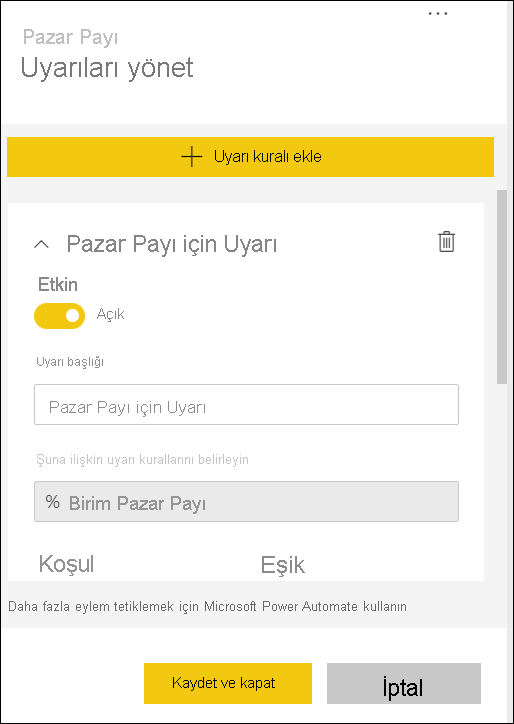 Pazar Payı
Uyarıları yönet
Uyarı kuralı ekle
Pazar Payı için Uyarı
Etkin
Açık
Uyarı başlığı
Pazar Payı için Uyarı
Şuna ilişkin uyarı kurallarını belirleyin
% Birim Pazar Payı
Koşul Eşik
Daha fazla eylem tetiklemek için Microsoft Power Automate kullanın
Kaydet ve kapat İptal